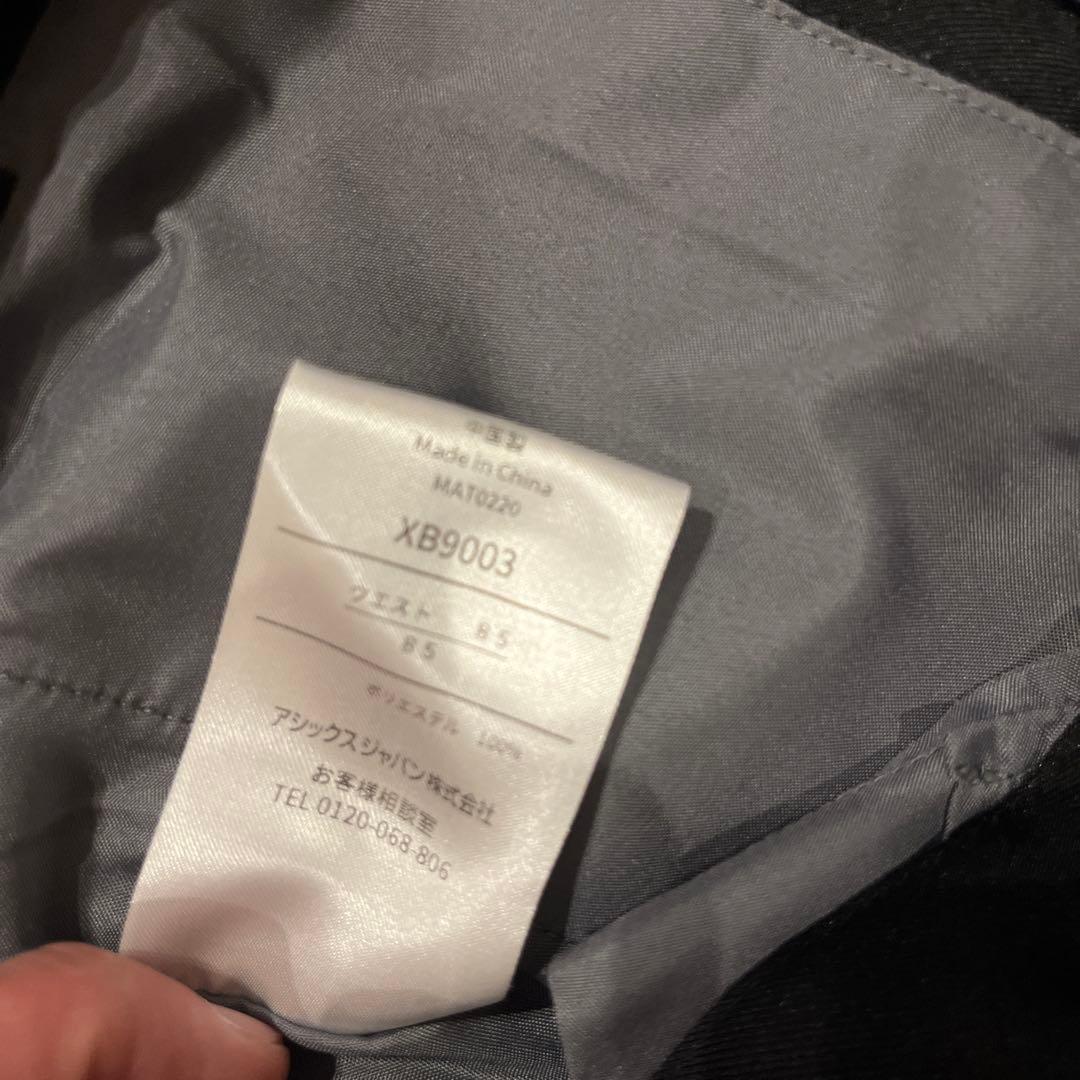 中国製
Made in China
MAT0220
XB9003
ウエスト 85
85
ポリエステル 100%
アシックスジャパン株式会社
お客様相談室
TEL 0120-068-806